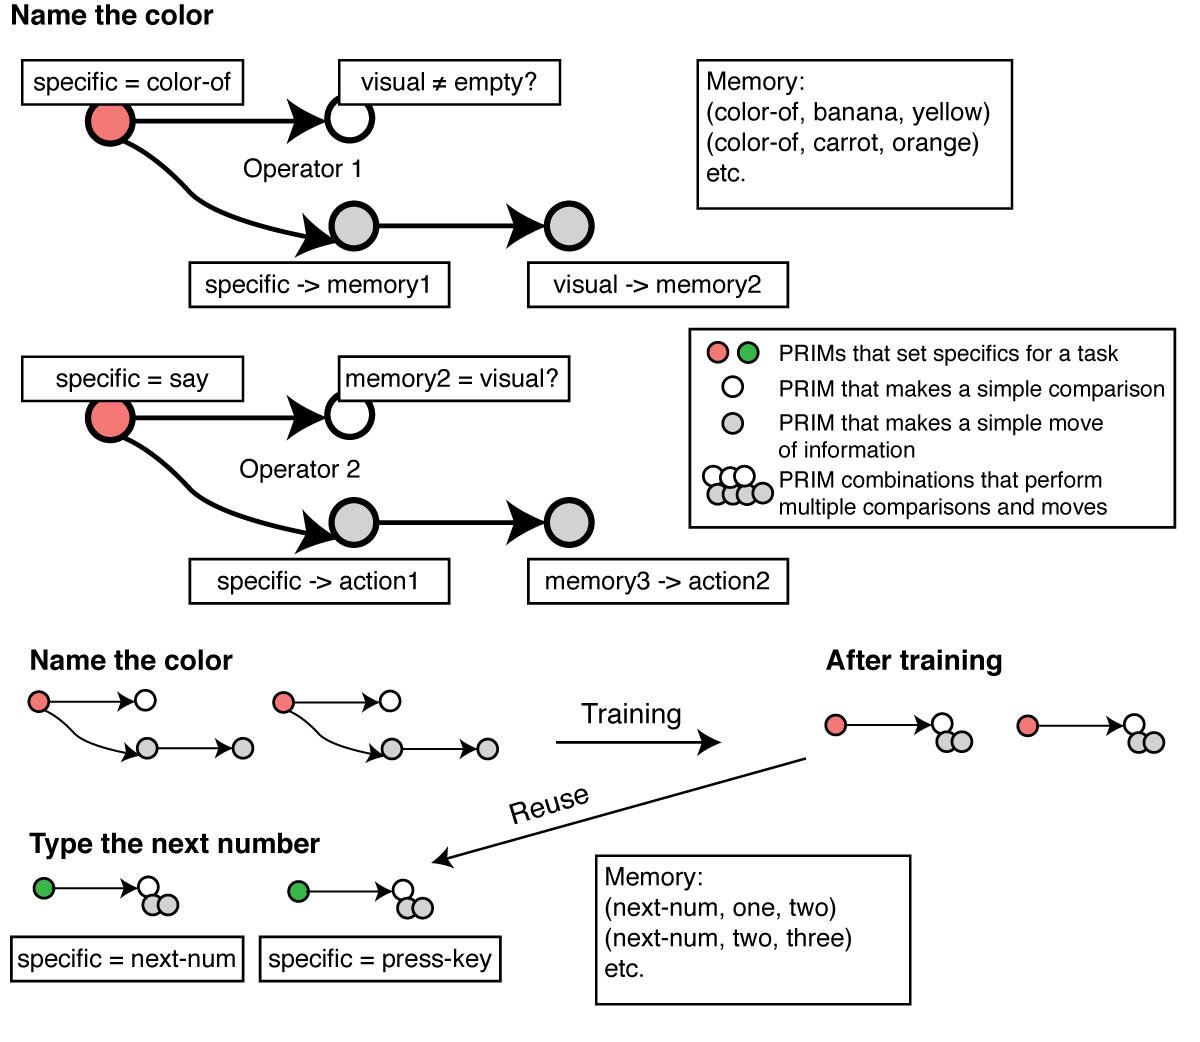 Name the color
specific = color-of
visual ≠ empty?
Operator 1
specific -> memory1
visual -> memory2
Memory:
(color-of, banana, yellow)
(color-of, carrot, orange)
etc.
specific = say
memory2 = visual?
Operator 2
specific -> action1
memory3 -> action2
PRIMs that set specifics for a task
PRIM that makes a simple comparison
PRIM that makes a simple move
of information
PRIM combinations that perform
multiple comparisons and moves
Name the color
Training
After training
Reuse
Type the next number
specific = next-num
specific = press-key
Memory:
(next-num, one, two)
(next-num, two, three)
etc.